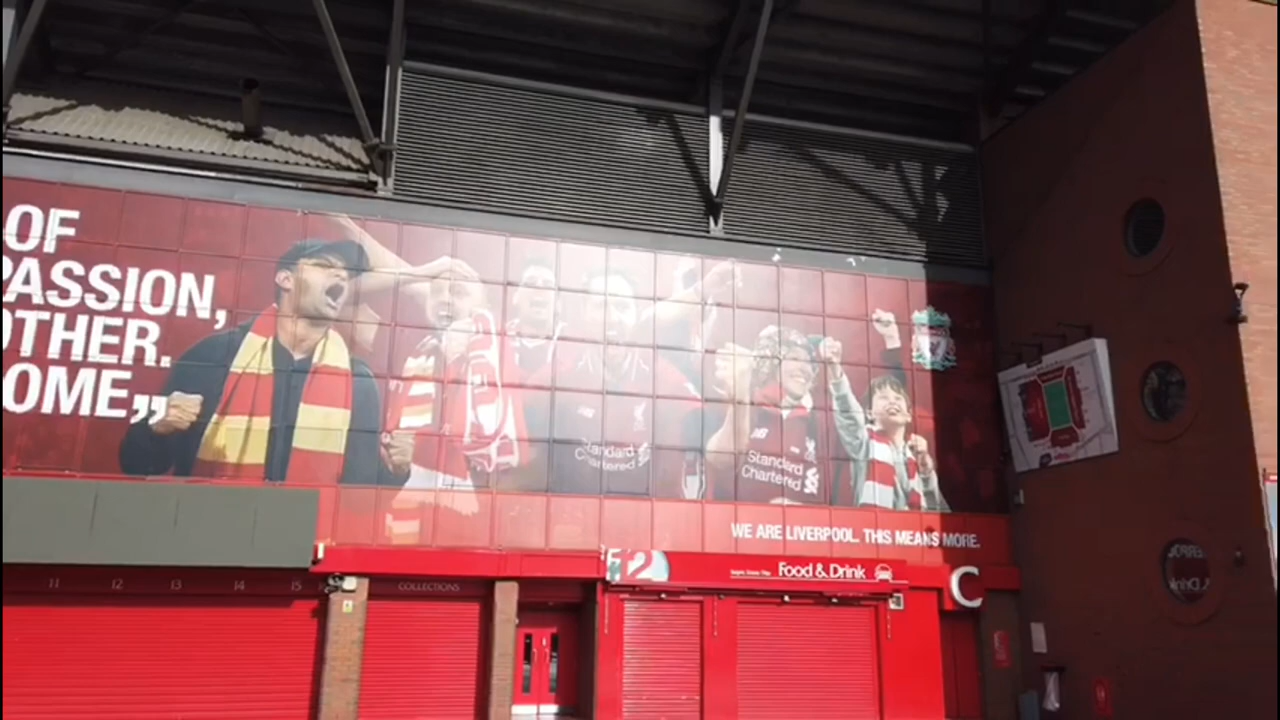 OF
PASSION,
OTHER.
OME”
Standard
Chartered
Standard
Chartered
WE ARE LIVERPOOL. THIS MEANS MORE.
12
Food & Drink
C
11 12 13 14 15
COLLECTIONS